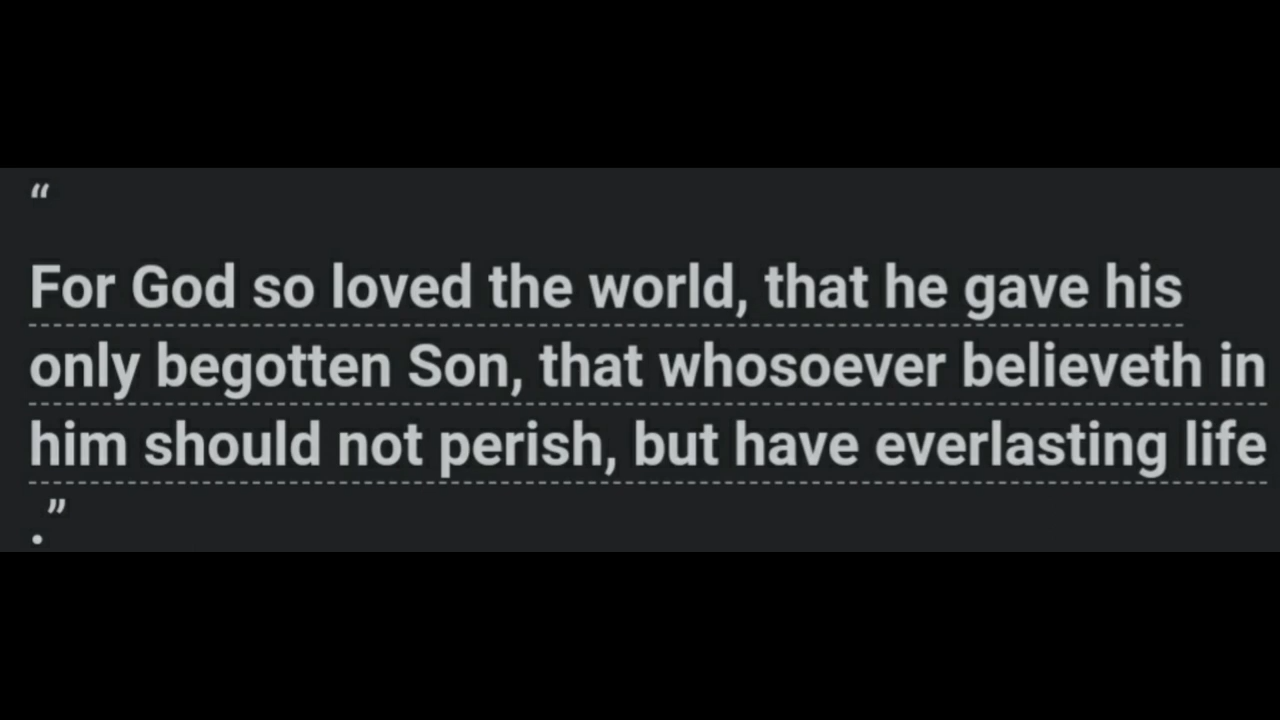 “
For God so loved the world, that he gave his
only begotten Son, that whosoever believeth in
him should not perish, but have everlasting life
.”